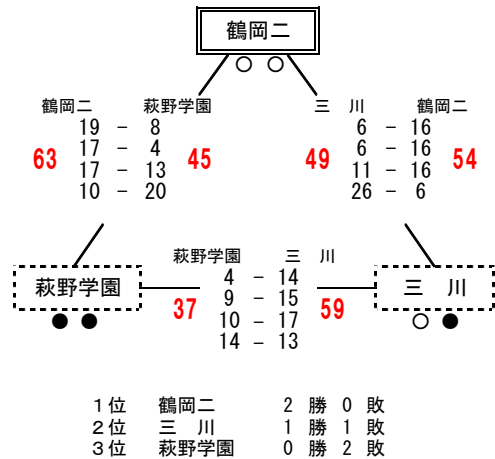 鶴岡二
○ ○
鶴岡二 萩野学園 三 川 鶴岡二
19 - 8 6 - 16
17 - 4 6 - 16
63 45 49 54
17 - 13 11 - 16
10 - 20 26 - 6
萩野学園 三 川
萩野学園 4 - 14 三 川
9 - 15
37 59
● ● 10 - 17 ○ ●
14 - 13
1位 鶴岡二 2 勝 0 敗
2位 三 川 1 勝 1 敗
3位 萩野学園 0 勝 2 敗